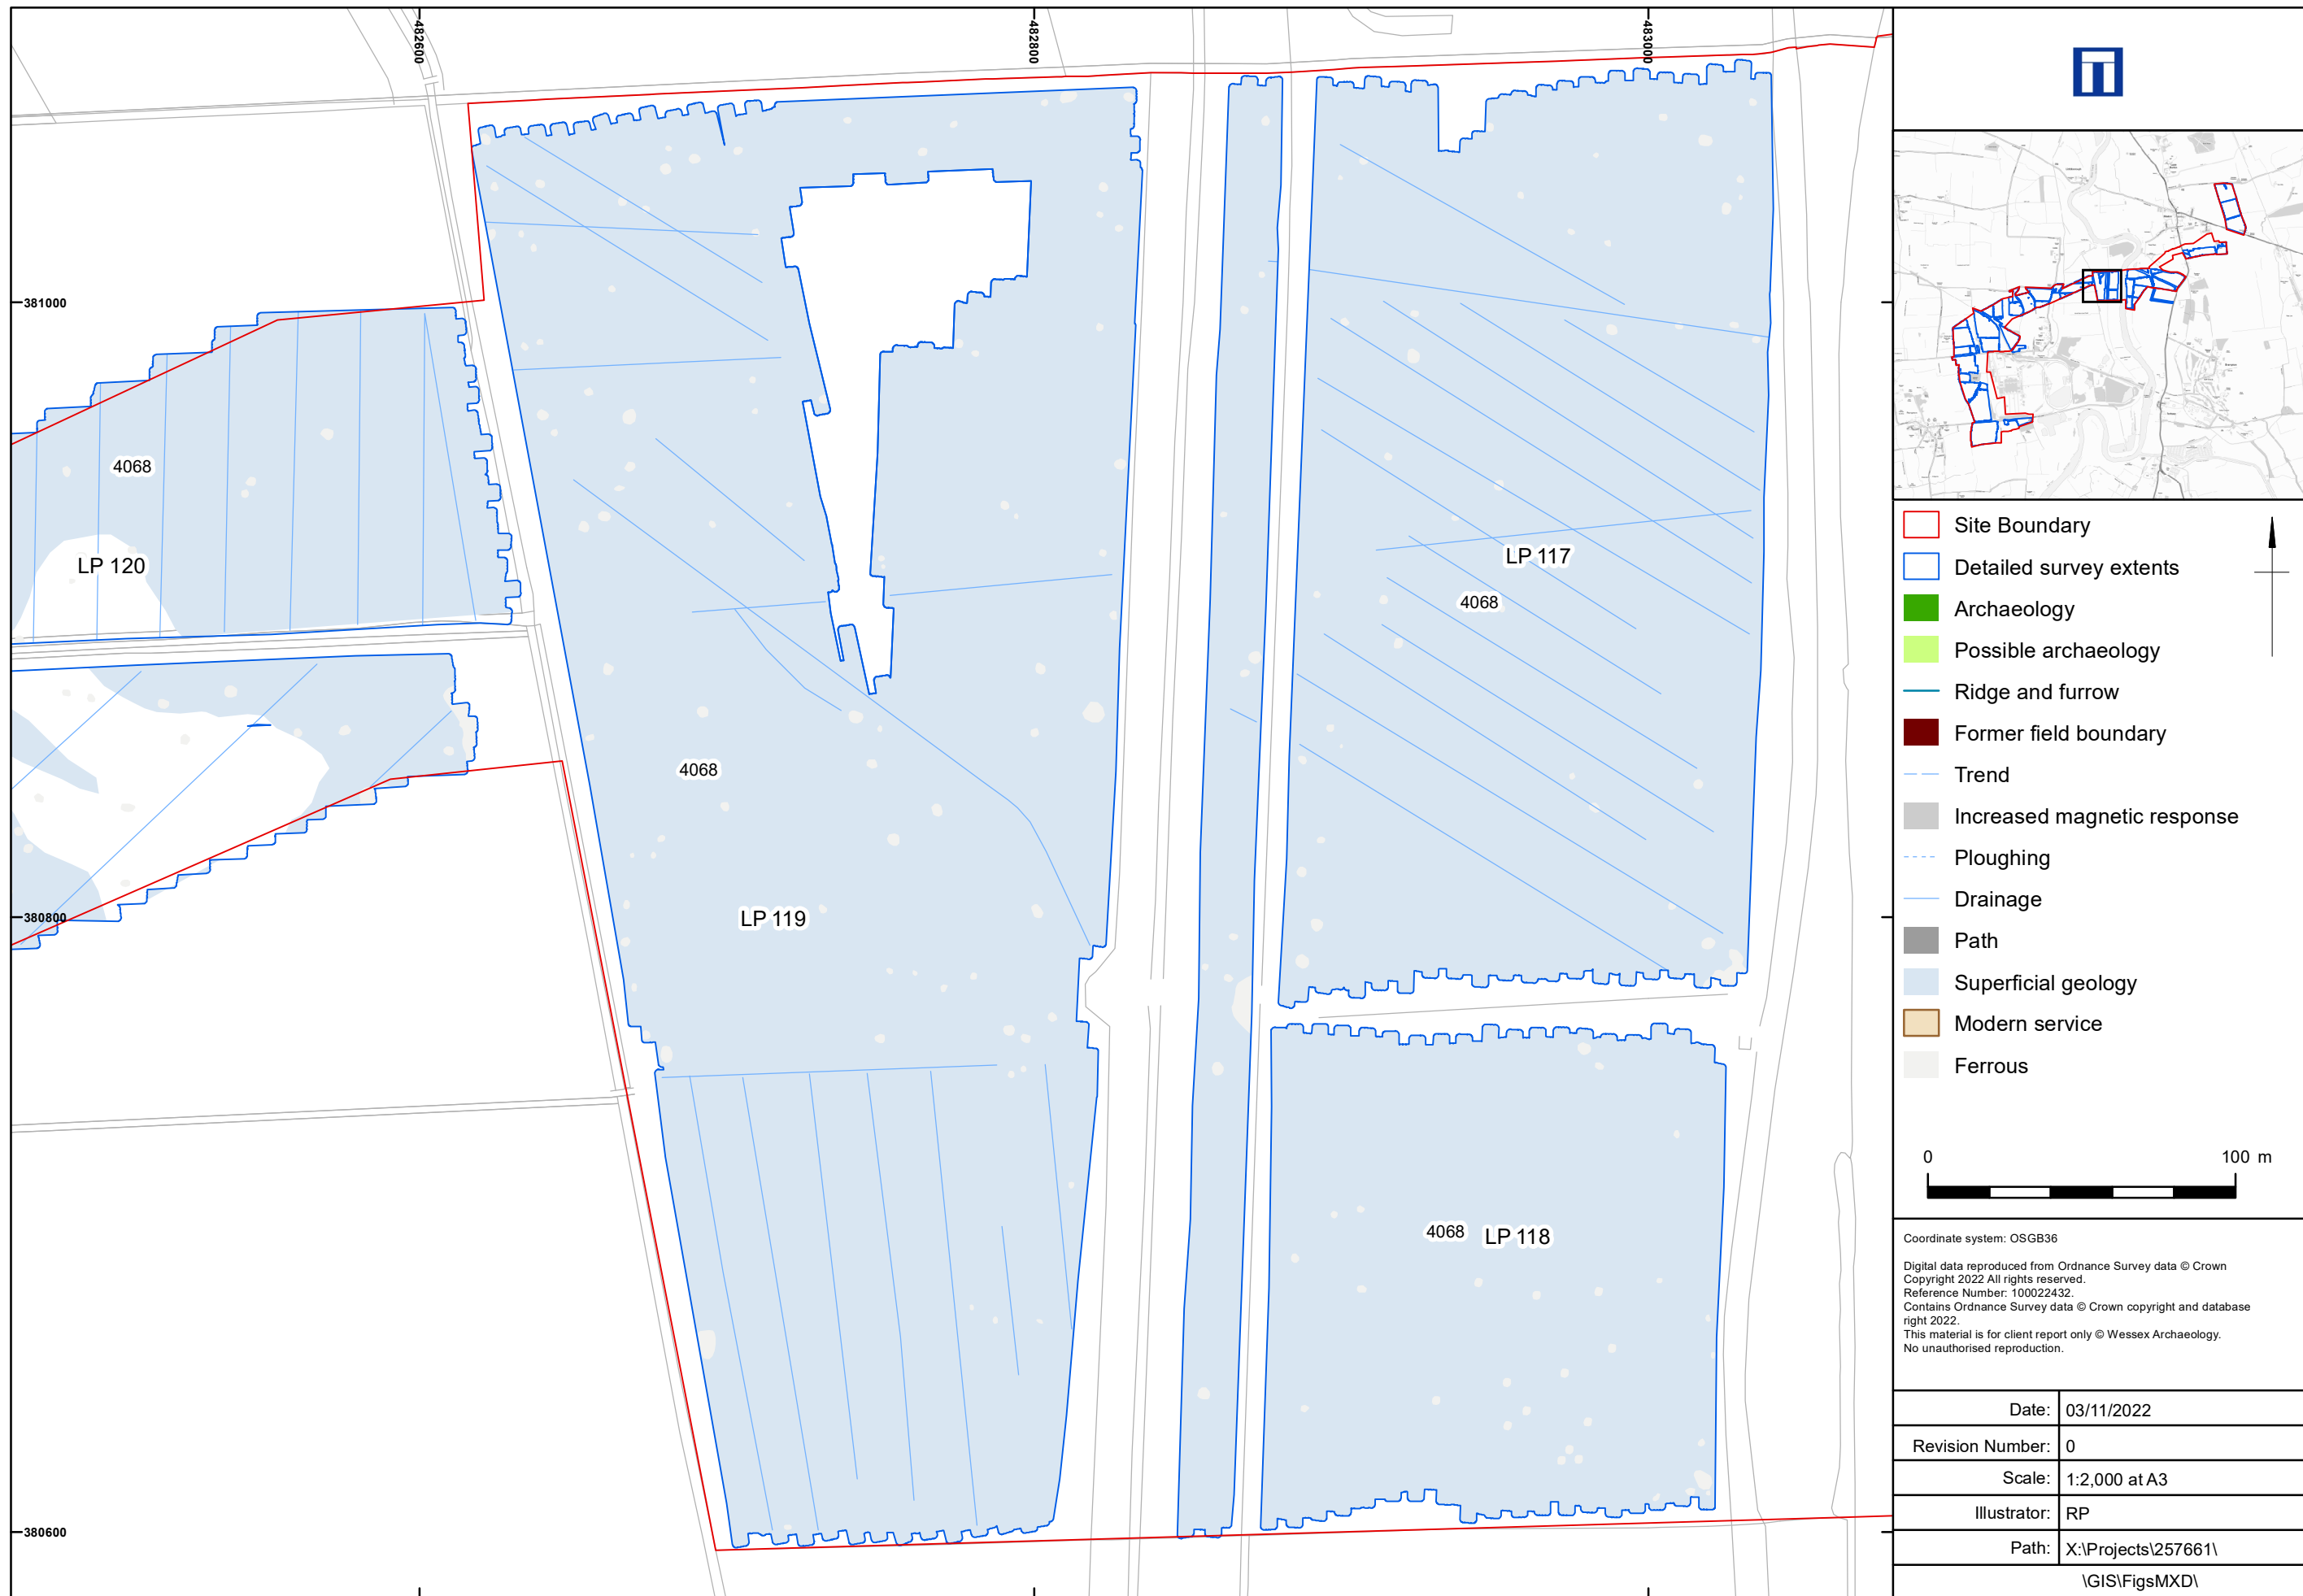 482600
482800
483000
381000
4068
LP 120
LP 117
4068
4068
LP 119
380800
4068
LP 118
380600
Site Boundary
Detailed survey extents
Archaeology
Possible archaeology
Ridge and furrow
Former field boundary
Trend
Increased magnetic response
Ploughing
Drainage
Path
Superficial geology
Modern service
Ferrous
0 100 m
Coordinate system: OSGB36
Digital data reproduced from Ordnance Survey data © Crown
Copyright 2022 All rights reserved.
Reference Number: 100022432.
Contains Ordnance Survey data © Crown copyright and database
right 2022.
This material is for client report only © Wessex Archaeology.
No unauthorised reproduction.
Date: 03/11/2022
Revision Number: 0
Scale: 1:2,000 at A3
Illustrator: RP
Path: X:\Projects\257661\
\GIS\FigsMXD\